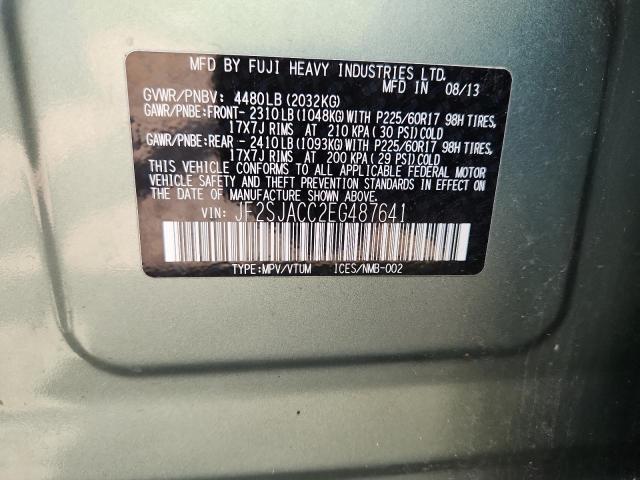 MFD BY FUJI HEAVY INDUSTRIES LTD.
MFD IN 08/13
GVWR/PNBV: 4480LB(2032KG)
GAWR/PNBE:FRONT- 2310LB(1048KG)WITH P225/60R17 98H TIRES,
17X7J RIMS AT 210 KPA(30 PSI)COLD
GAWR/PNBE:REAR - 2410LB(1093KG)WITH P225/60R17 98H TIRES,
17X7J RIMS AT 200 KPA(29 PSI)COLD
THIS VEHICLE CONFORMS TO ALL APPLICABLE FEDERAL MOTOR
VEHICLE SAFETY AND THEFT PREVENTION STANDARDS IN EFFECT
ON THE DATE OF MANUFACTURE SHOWN ABOVE.
VIN: JF2SJACC2EG487641
TYPE:MPV/VTUM ICES/NMB-002